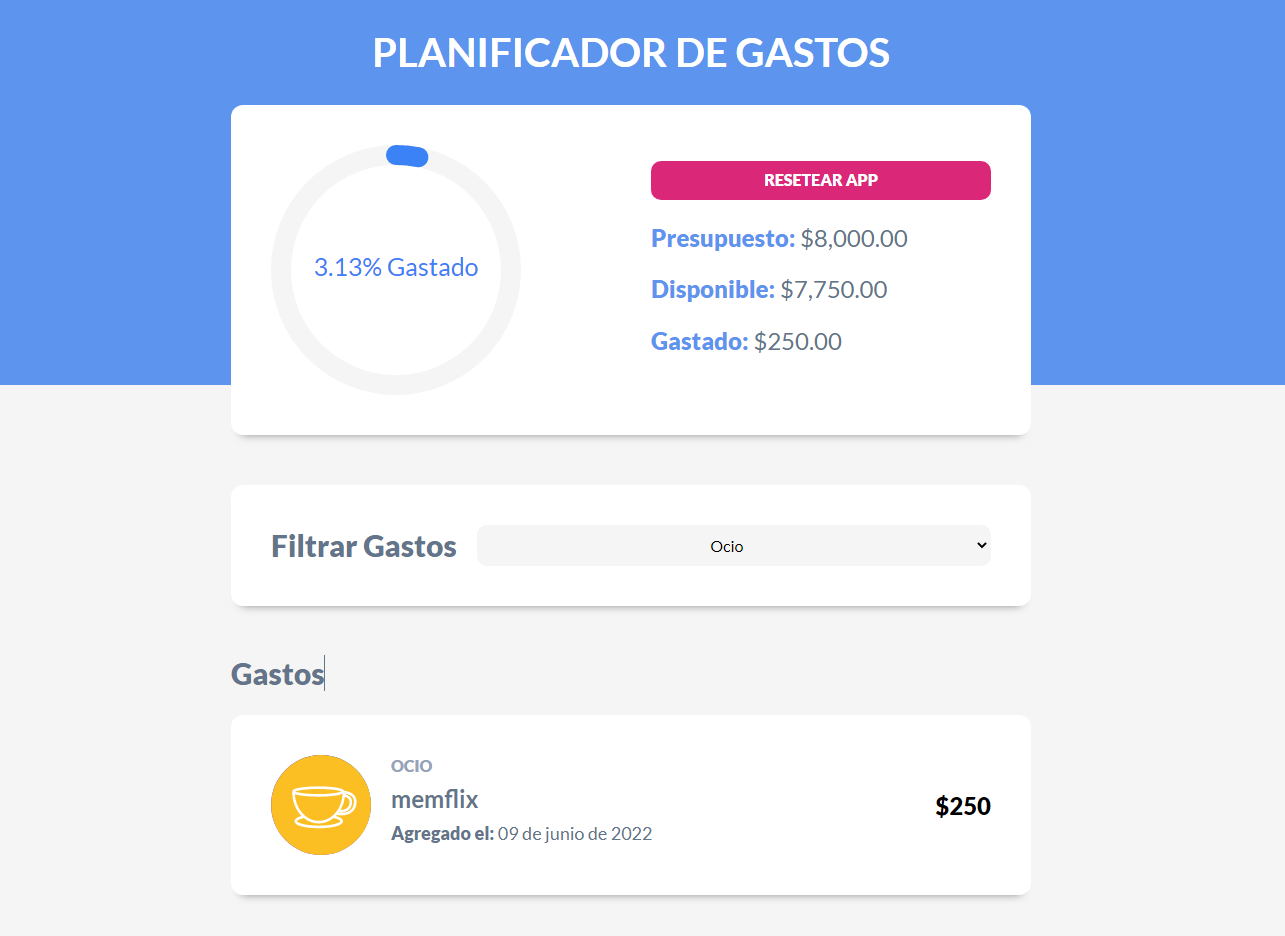 PLANIFICADOR DE GASTOS
3.13% Gastado
RESETEAR APP
Presupuesto: $8,000.00
Disponible: $7,750.00
Gastado: $250.00
Filtrar Gastos
Ocio
Gastos
OCIO
memflix
Agregado el: 09 de junio de 2022
$250